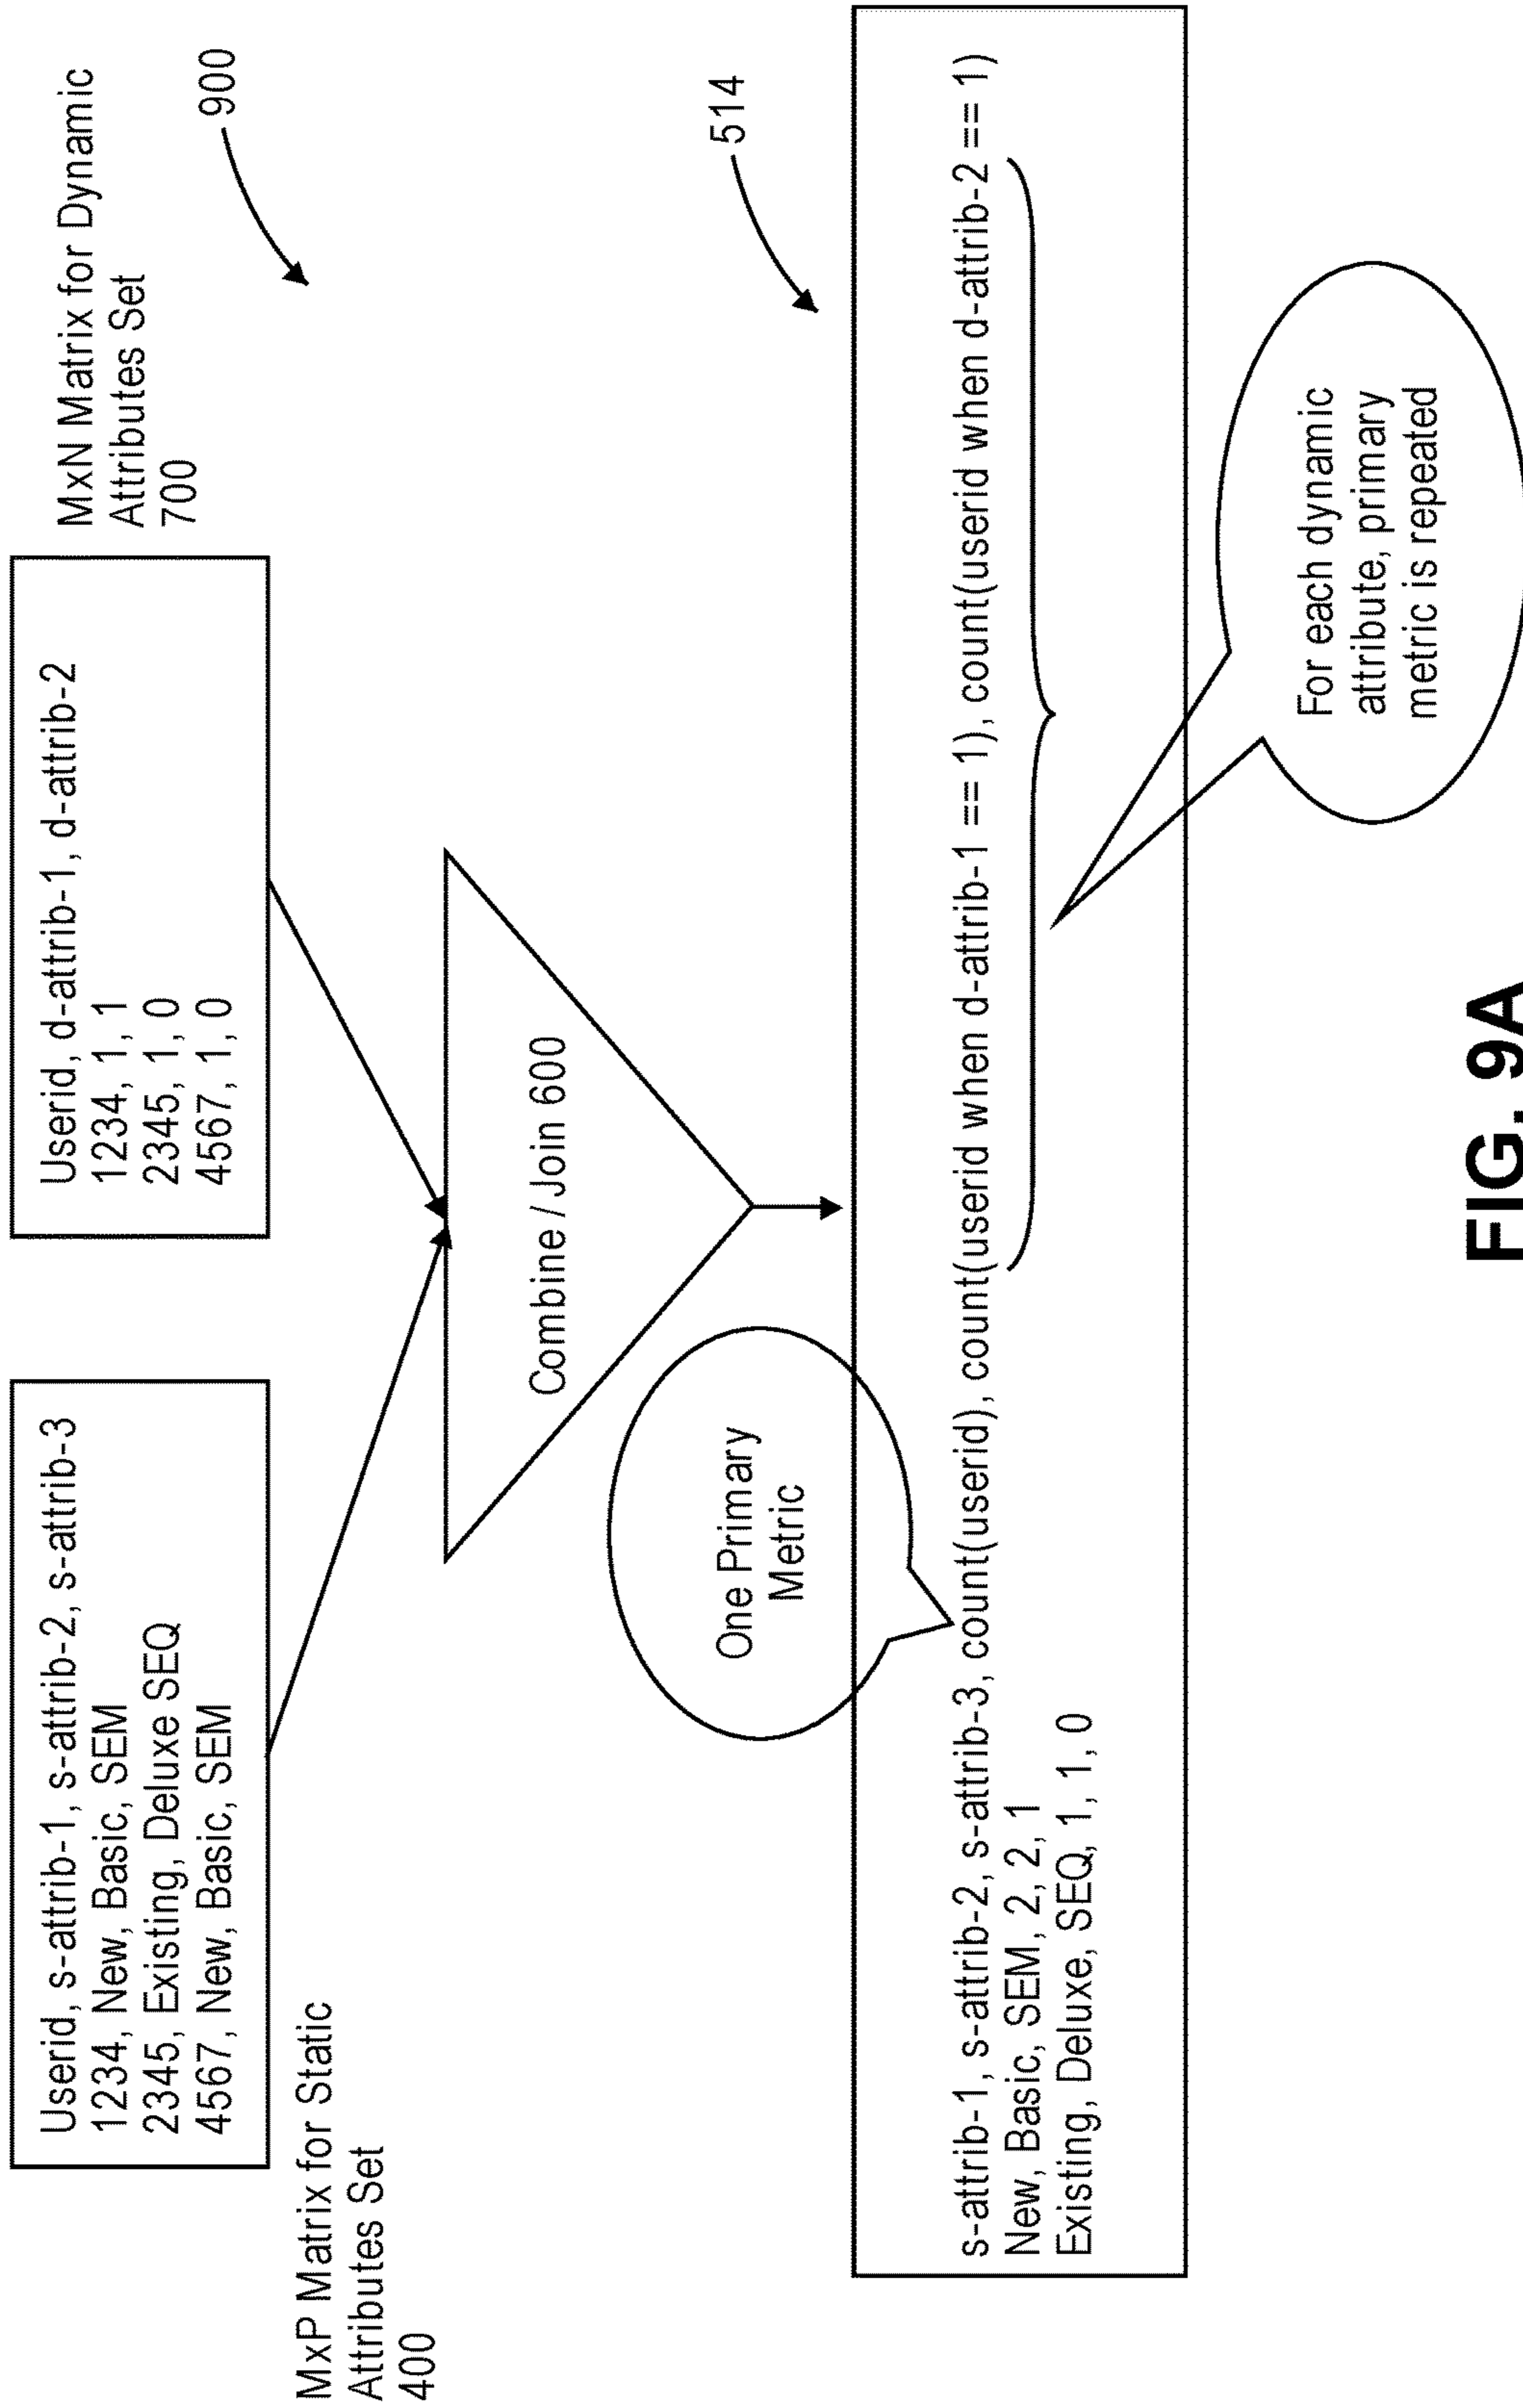 Userid, s-attrib-1, s-attrib-2, s-attrib-3
1234, New, Basic, SEM
2345, Existing, Deluxe SEQ
4567, New, Basic, SEM
MxP Matrix for Static
Attributes Set
400
Userid, d-attrib-1, d-attrib-2
1234, 1, 1
2345, 1, 0
4567, 1, 0
MxN Matrix for Dynamic
Attributes Set
700
900
Combine / Join 600
One Primary
Metric
514
s-attrib-1, s-attrib-2, s-attrib-3, count(userid), count(userid when d-attrib-1 == 1), count(userid when d-attrib-2 == 1)
New, Basic, SEM, 2, 2, 1
Existing, Deluxe, SEQ, 1, 1, 0
For each dynamic
attribute, primary
metric is repeated
FIG. 9A